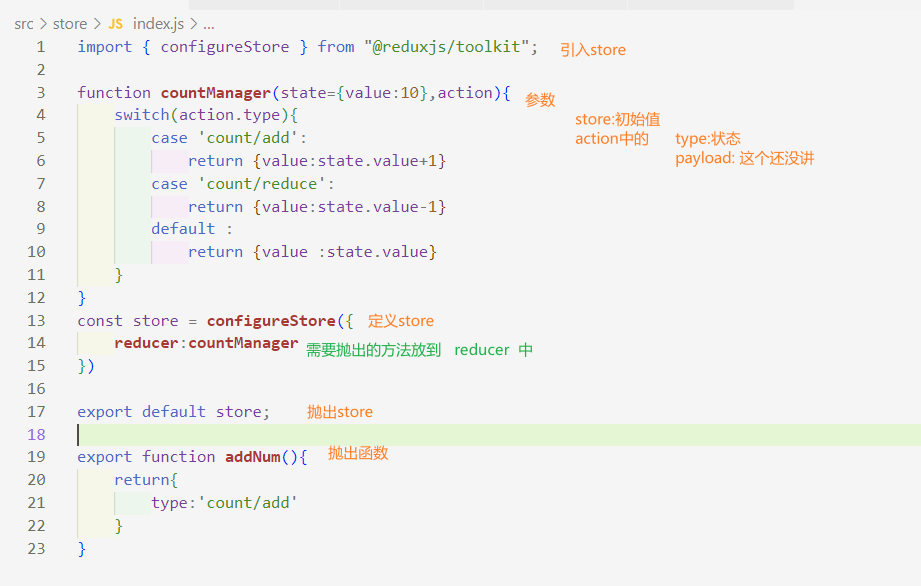 src > store > JS index.js > ...
1 import { configureStore } from "@reduxjs/toolkit"; 引入store
2
3 function countManager(state={value:10},action){ 参数
4 switch(action.type){ store:初始值
5 case 'count/add': action中的 type:状态
6 return {value:state.value+1} payload: 这个还没讲
7 case 'count/reduce':
8 return {value:state.value-1}
9 default :
10 return {value :state.value}
11 }
12 }
13 const store = configureStore({ 定义store
14 reducer:countManager 需要抛出的方法放到 reducer 中
15 })
16
17 export default store; 抛出store
18
19 export function addNum(){ 抛出函数
20 return{
21 type:'count/add'
22 }
23 }